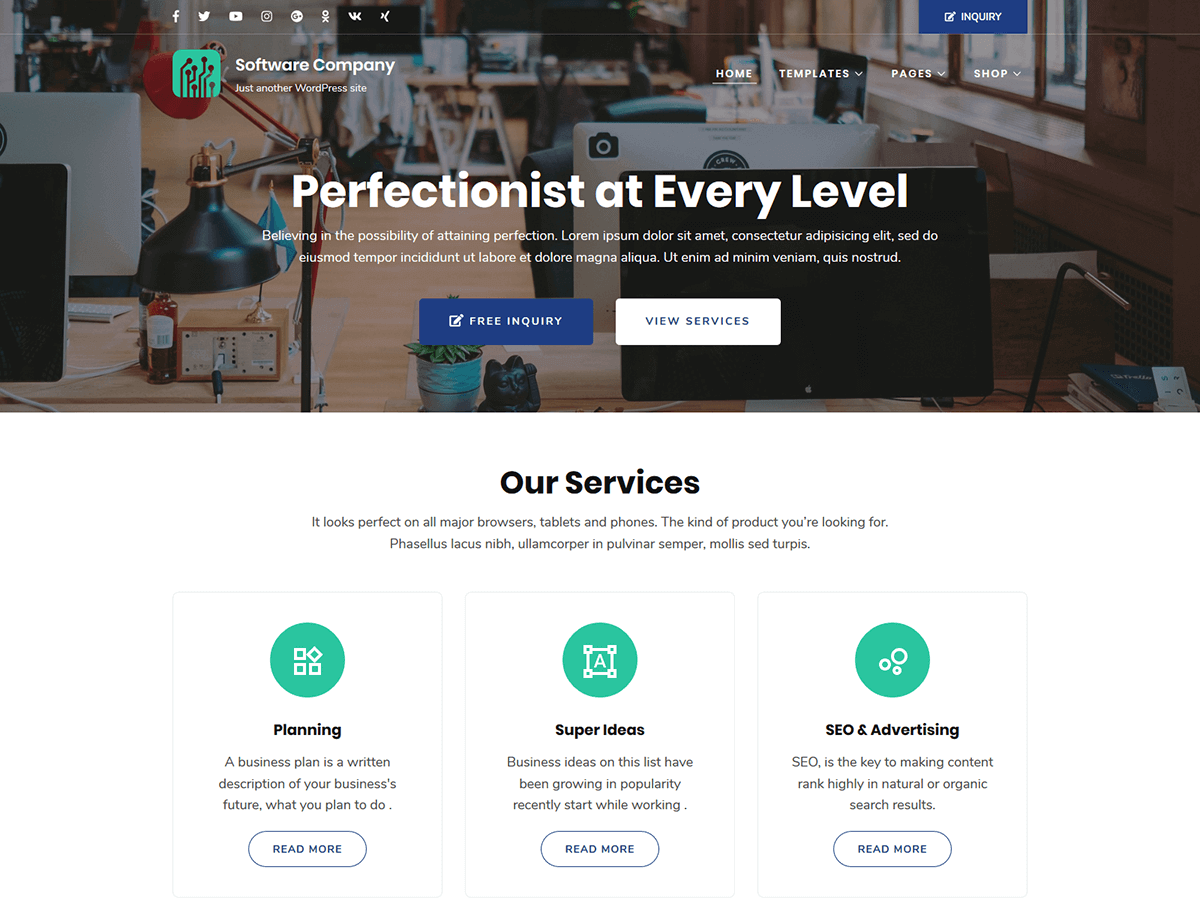 INQUIRY
Software Company
Just another WordPress site
HOME TEMPLATES PAGES SHOP
CREW
Perfectionist at Every Level
Believing in the possibility of attaining perfection. Lorem ipsum dolor sit amet, consectetur adipisicing elit, sed do
eiusmod tempor incididunt ut labore et dolore magna aliqua. Ut enim ad minim veniam, quis nostrud.
FREE INQUIRY VIEW SERVICES
Our Services
It looks perfect on all major browsers, tablets and phones. The kind of product you’re looking for.
Phasellus lacus nibh, ullamcorper in pulvinar semper, mollis sed turpis.
A
Planning
A business plan is a written
description of your business's
future, what you plan to do .
READ MORE
Super Ideas
Business ideas on this list have
been growing in popularity
recently start while working .
READ MORE
SEO & Advertising
SEO, is the key to making content
rank highly in natural or organic
search results.
READ MORE